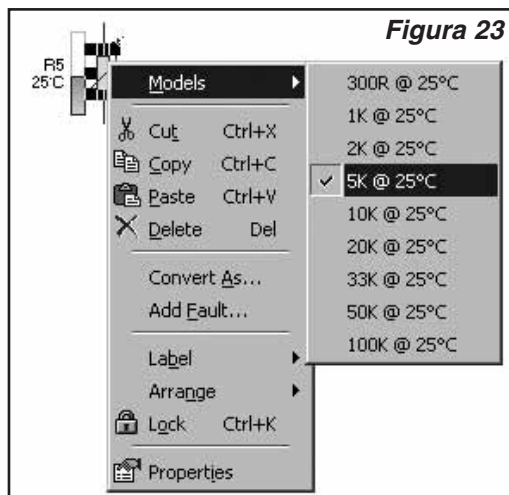 Figura 23
R5
25°C
Models
Cut Ctrl+X
Copy Ctrl+C
Paste Ctrl+V
Delete Del
Convert As...
Add Fault...
Label
Arrange
Lock Ctrl+K
Properties
300R @ 25°C
1K @ 25°C
2K @ 25°C
5K @ 25°C
10K @ 25°C
20K @ 25°C
33K @ 25°C
50K @ 25°C
100K @ 25°C